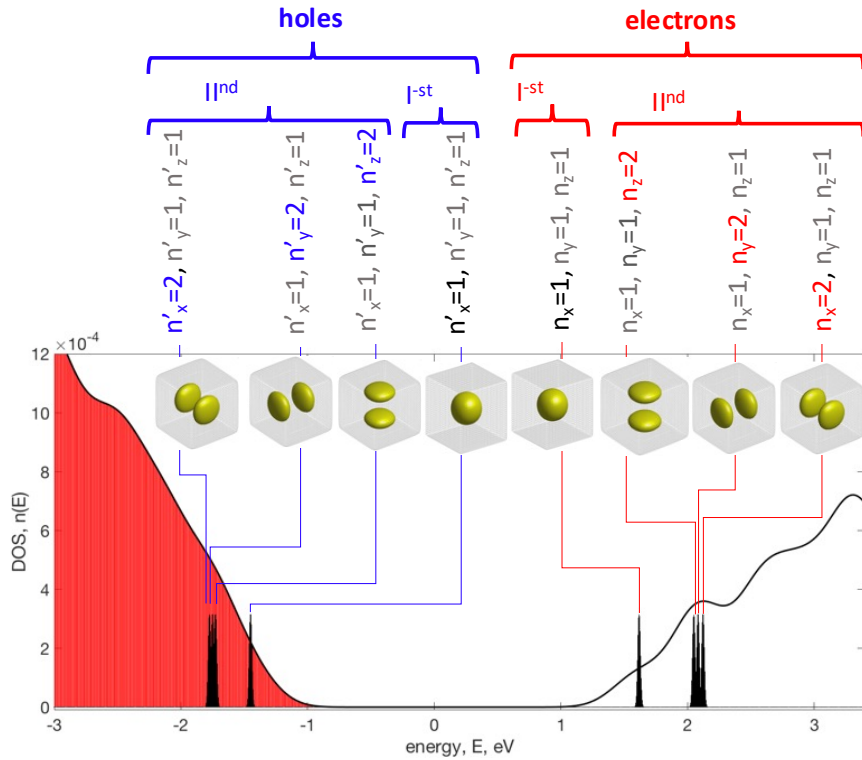 holes
electrons
IInd
I-st
I-st
IInd
n′x=2, n′y=1, n′z=1
n′x=1, n′y=2, n′z=1
n′x=1, n′y=1, n′z=2
n′x=1, n′y=1, n′z=1
nx=1, ny=1, nz=1
nx=1, ny=1, nz=2
nx=1, ny=2, nz=1
nx=2, ny=1, nz=1
×10-4
12
10
8
6
4
2
0
DOS, n(E)
-3
-2
-1
0
1
2
3
energy, E, eV